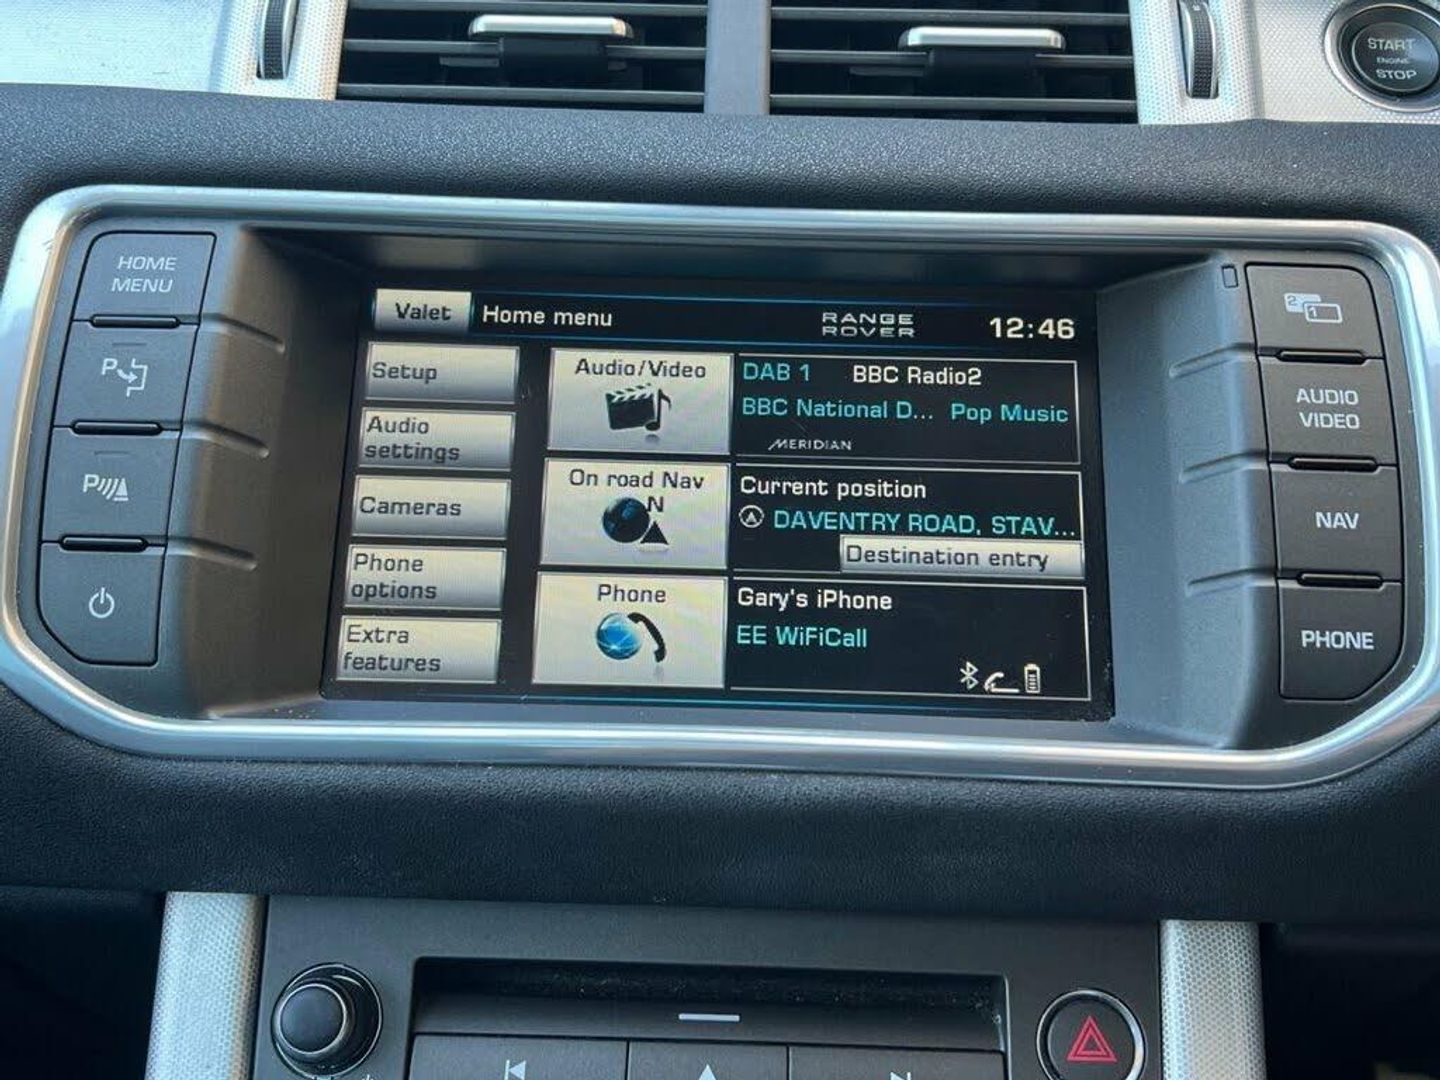 START
ENGINE
STOP
HOME
MENU
P
P
Valet
Home menu
RANGE
ROVER
12:46
Setup
Audio
settings
Cameras
Phone
options
Extra
features
Audio/Video
DAB 1 BBC Radio2
BBC National D... Pop Music
MERIDIAN
On road Nav
N
Current position
DAVENTRY ROAD, STAV...
Destination entry
Phone
Gary's iPhone
EE WiFiCall
2
1
AUDIO
VIDEO
NAV
PHONE